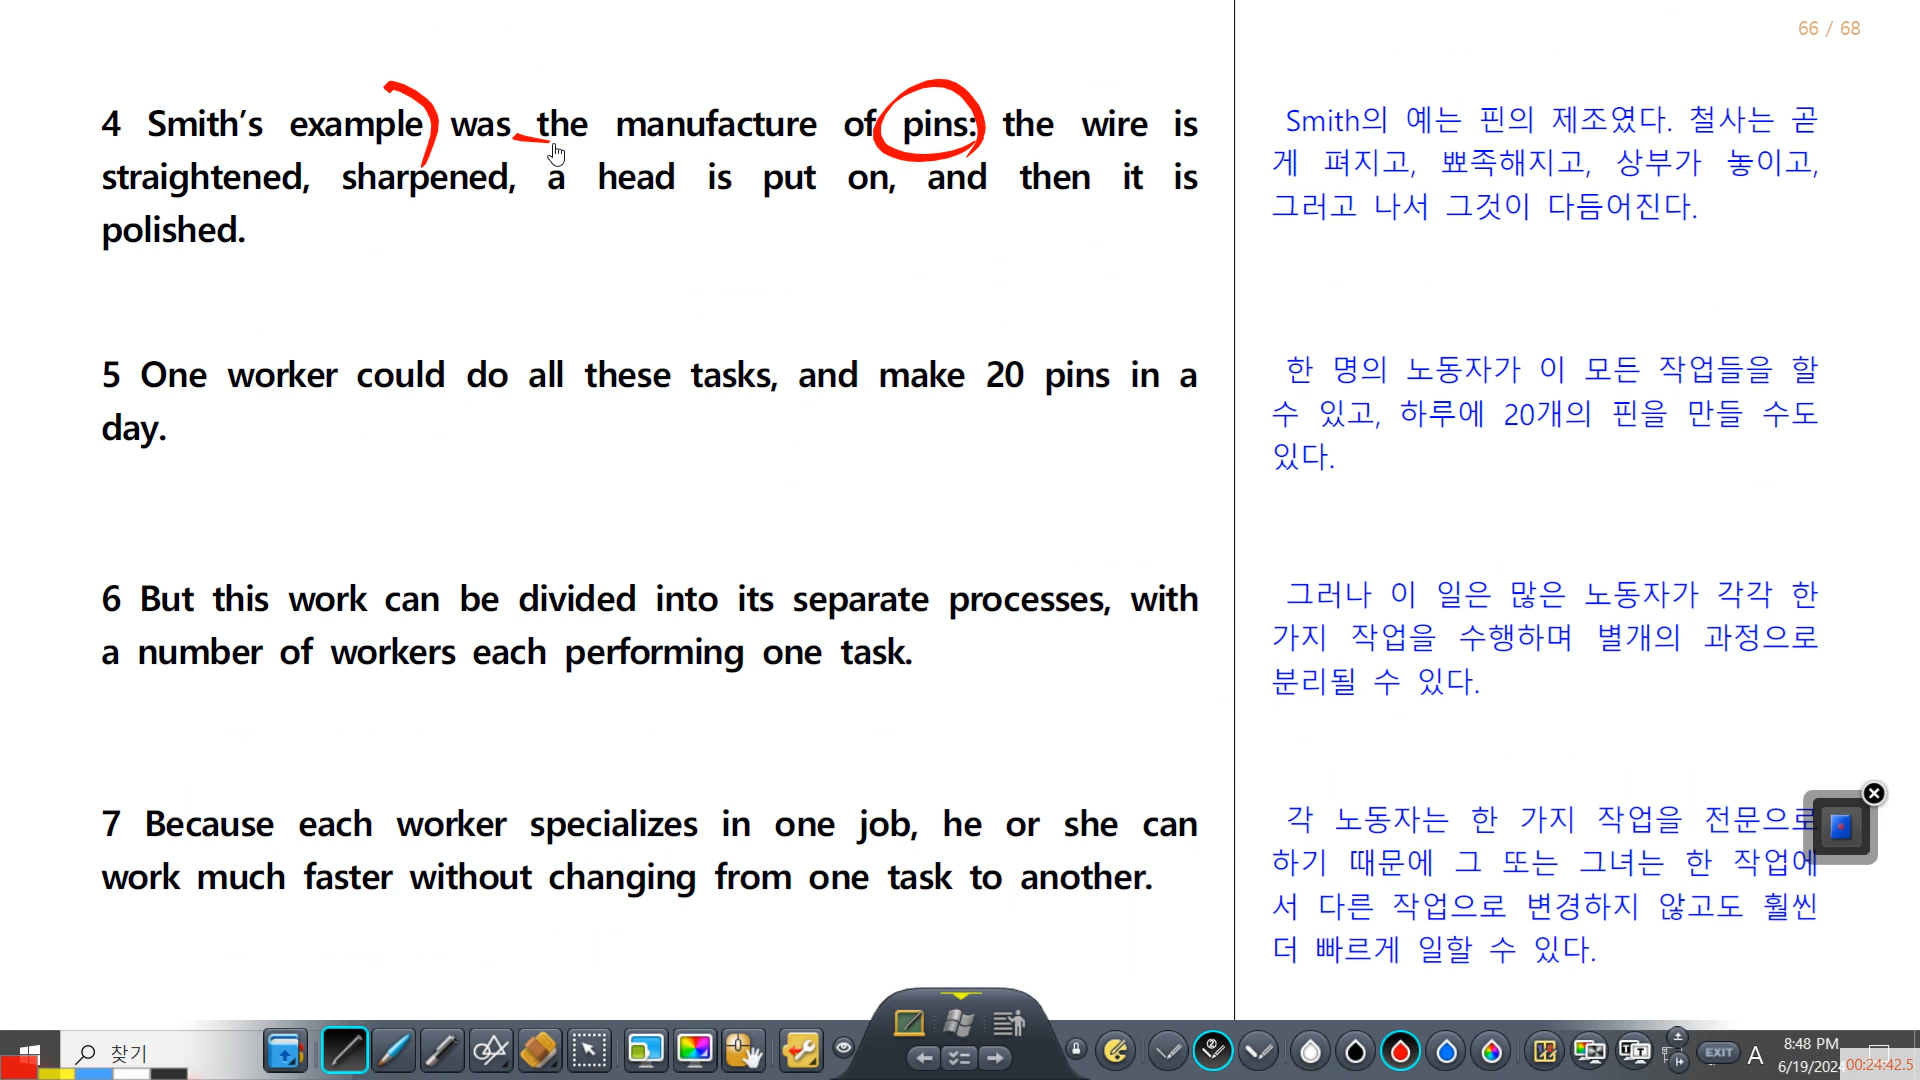 66 / 68
4 Smith's example was the manufacture of pins: the wire is
straightened, sharpened, a head is put on, and then it is
polished.
Smith의 예는 핀의 제조였다. 철사는 곧
게 펴지고, 뾰족해지고, 상부가 놓이고,
그러고 나서 그것이 다듬어진다.
5 One worker could do all these tasks, and make 20 pins in a
day.
한 명의 노동자가 이 모든 작업들을 할
수 있고, 하루에 20개의 핀을 만들 수도
있다.
6 But this work can be divided into its separate processes, with
a number of workers each performing one task.
그러나 이 일은 많은 노동자가 각각 한
가지 작업을 수행하며 별개의 과정으로
분리될 수 있다.
7 Because each worker specializes in one job, he or she can
work much faster without changing from one task to another.
각 노동자는 한 가지 작업을 전문으로
하기 때문에 그 또는 그녀는 한 작업에
서 다른 작업으로 변경하지 않고도 훨씬
더 빠르게 일할 수 있다.
찾기
EXIT
A
8:48 PM
6/19/2024
00:24:42.5